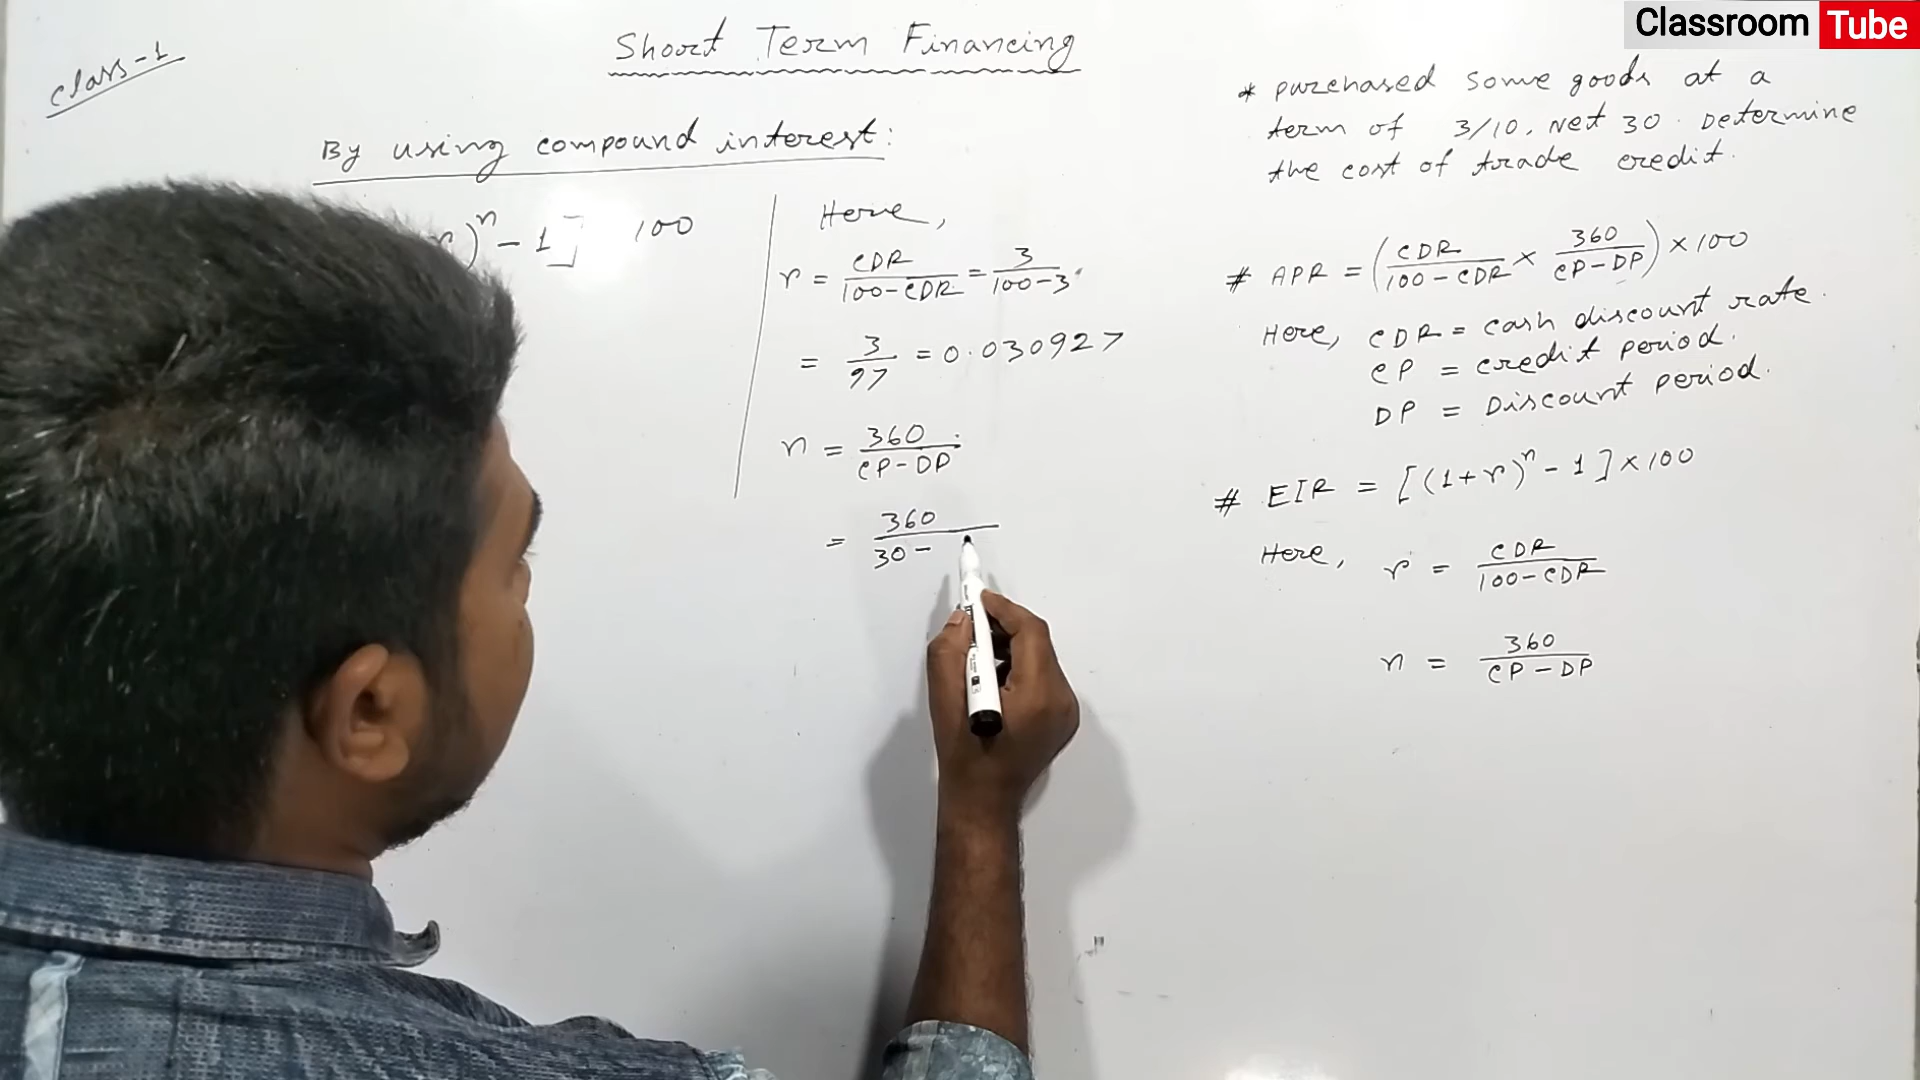 Classroom Tube
class-1
Short Term Financing
By using compound interest:
)ⁿ - 1] 100
Here,
r = CDR/100-CDR = 3/100-3
= 3/97 = 0.030927
n = 360/CP-DP
= 360/30-
* purchased some goods at a
term of 3/10, Net 30. Determine
the cost of trade credit.
# APR = (CDR/100-CDR × 360/CP-DP) × 100
Here, CDR = cash discount rate.
CP = credit period.
DP = Discount period.
# EIR = [(1+r)ⁿ - 1] × 100
Here, r = CDR/100-CDR
n = 360/CP-DP